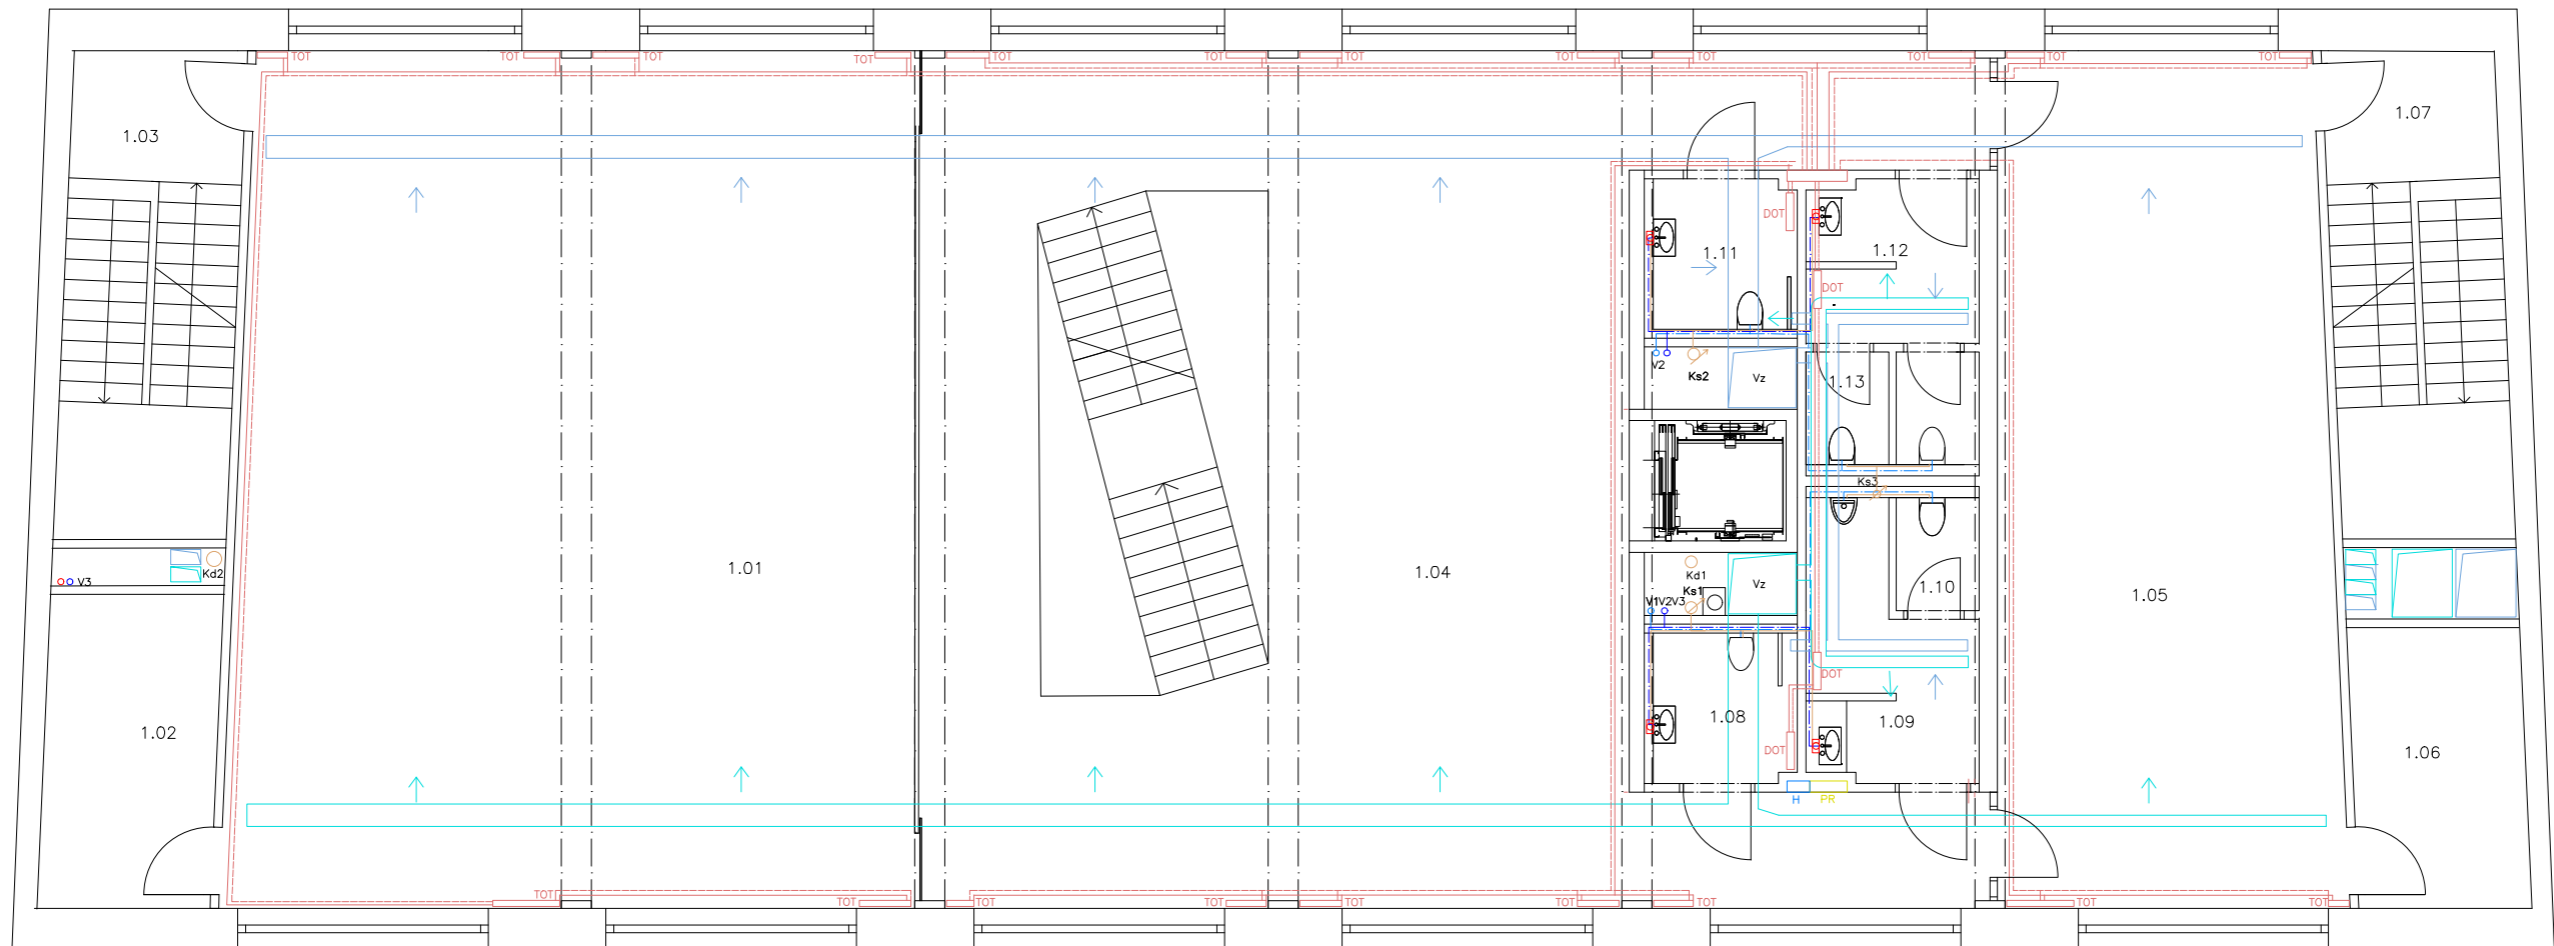 TOT TOT TOT TOT TOT TOT TOT TOT TOT TOT TOT TOT
1.03
1.07
DOT
1.11
1.12
DOT
V2
Ks2
Vz
1.13
Ks3
1.01
1.04
Kd2
V3
Kd1
Ks1
V1V2V3
Vz
1.10
1.05
DOT
1.08
1.09
1.02
DOT
1.06
H PR
TOT TOT TOT TOT TOT TOT TOT TOT TOT